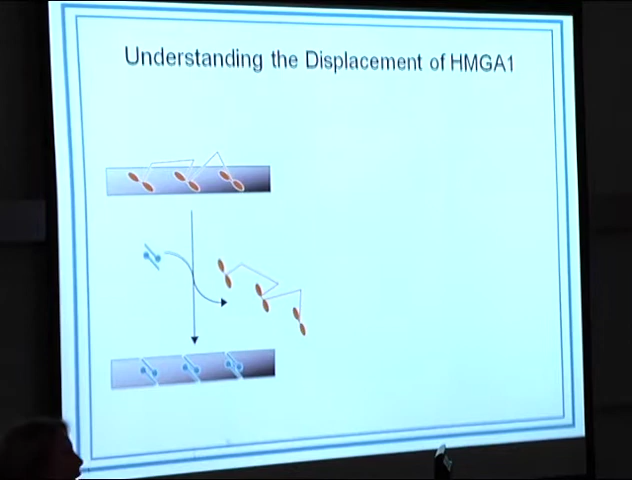 Understanding the Displacement of HMGA1